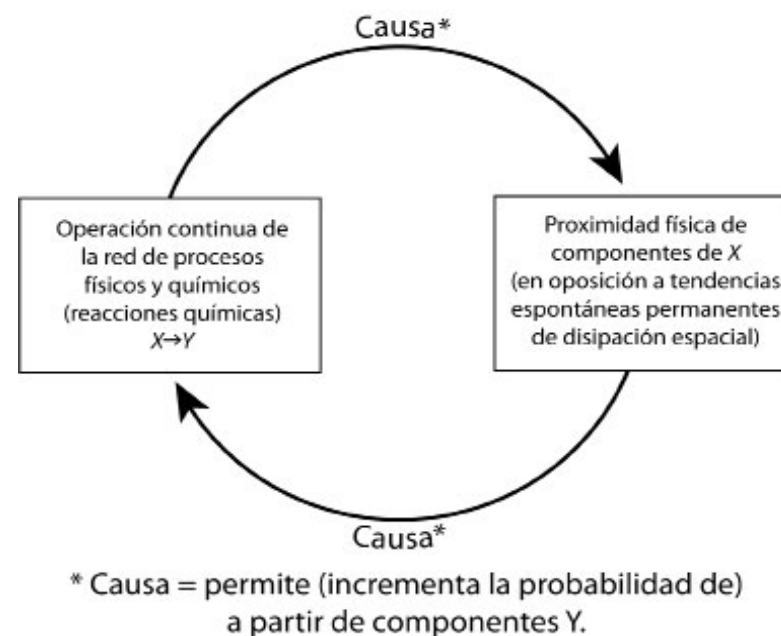 Causa*
Operación continua de
la red de procesos
físicos y químicos
(reacciones químicas)
X→Y
Proximidad física de
componentes de X
(en oposición a tendencias
espontáneas permanentes
de disipación espacial)
Causa*
* Causa = permite (incrementa la probabilidad de)
a partir de componentes Y.